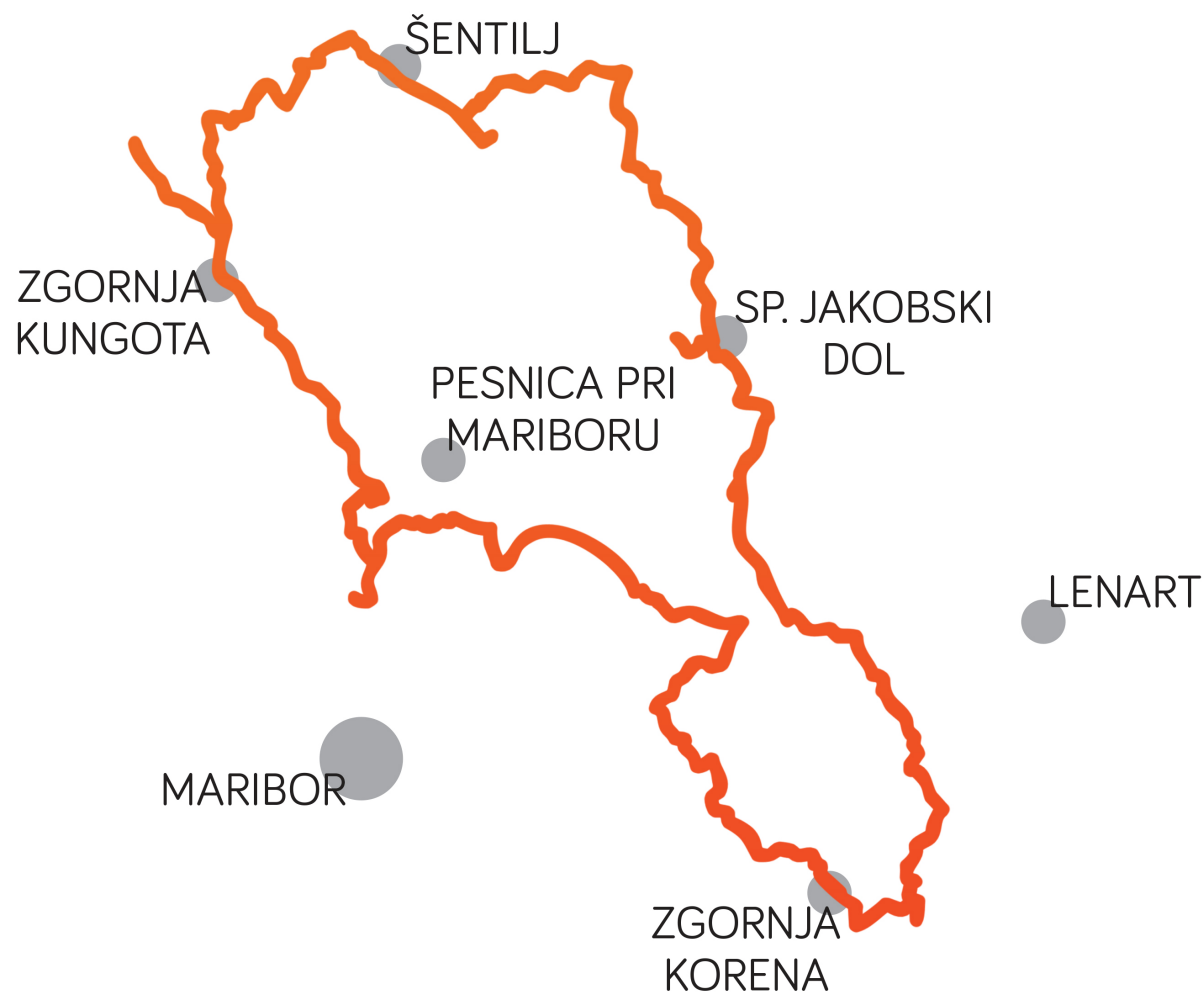 ŠENTILJ
ZGORNJA
KUNGOTA
SP. JAKOBSKI
DOL
PESNICA PRI
MARIBORU
LENART
MARIBOR
ZGORNJA
KORENA